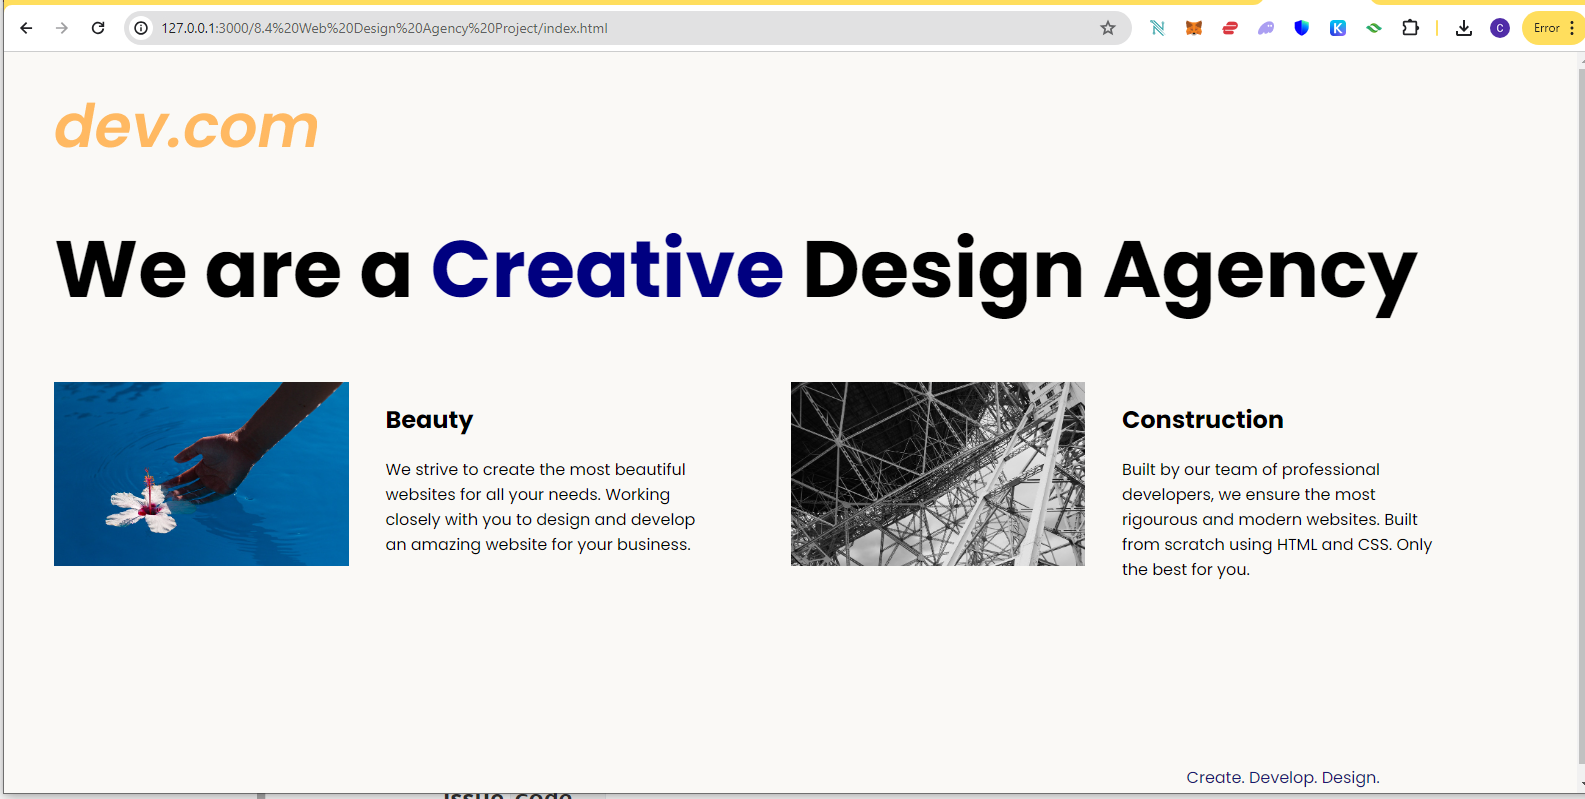 127.0.0.1:3000/8.4%20Web%20Design%20Agency%20Project/index.html
K
C
Error
dev.com
We are a Creative Design Agency
Beauty
We strive to create the most beautiful
websites for all your needs. Working
closely with you to design and develop
an amazing website for your business.
Construction
Built by our team of professional
developers, we ensure the most
rigourous and modern websites. Built
from scratch using HTML and CSS. Only
the best for you.
Create. Develop. Design.